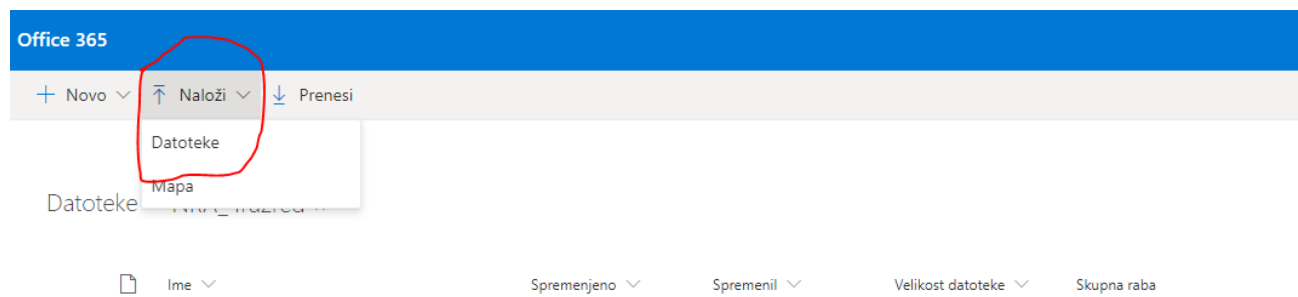 Office 365
Novo Naloži Prenesi
Datoteke
Mapa
Datoteke
Ime Spremenjeno Spremenil Velikost datoteke Skupna raba